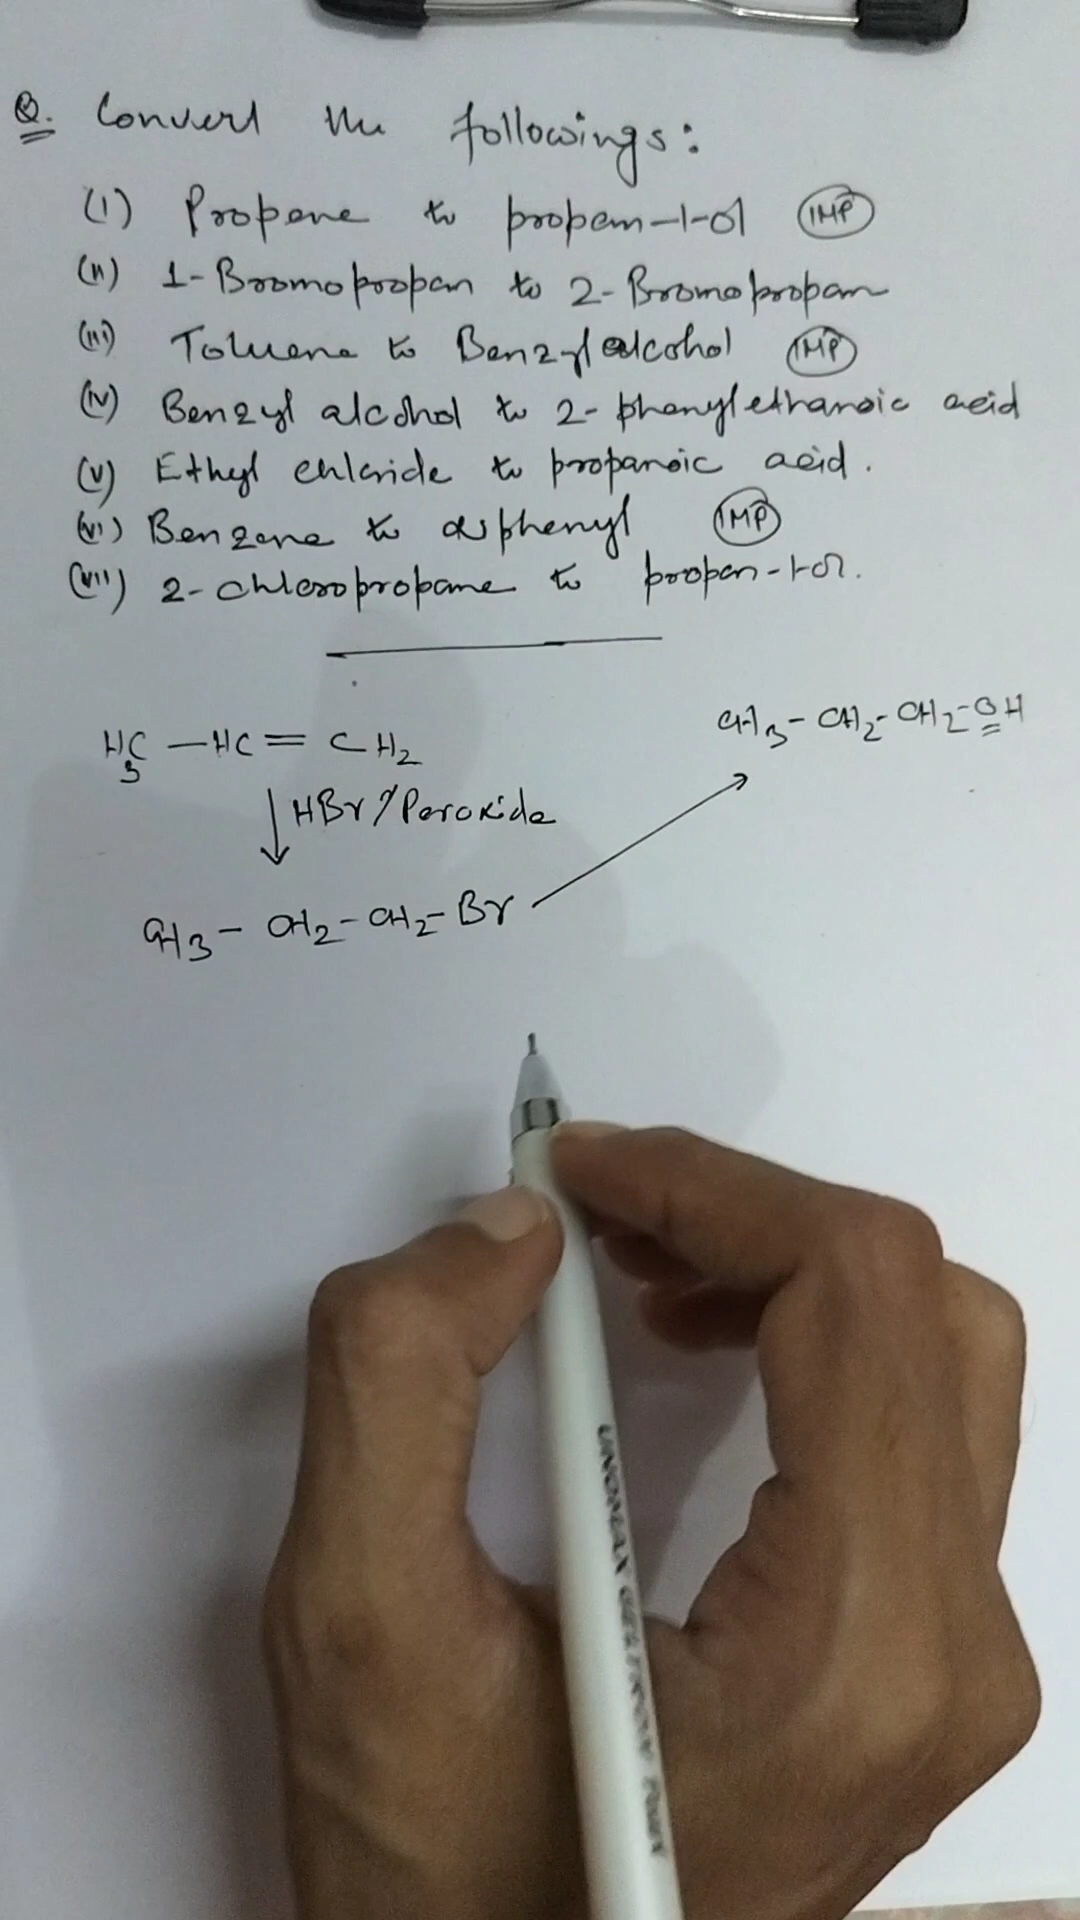 Q. Convert the followings:
(i) Propene to propan-1-ol IMP
(ii) 1-Bromopropan to 2-Bromopropan
(iii) Toluene to Benzylalcohol IMP
(iv) Benzyl alcohol to 2-phenylethanoic acid
(v) Ethyl chloride to propanoic acid.
(vi) Benzene to diphenyl IMP
(vii) 2-chloropropane to propan-1-ol.
CH3-CH2-CH2-OH
H3C-HC=CH2
HBr/Peroxide
CH3-CH2-CH2-Br
UNOMAX